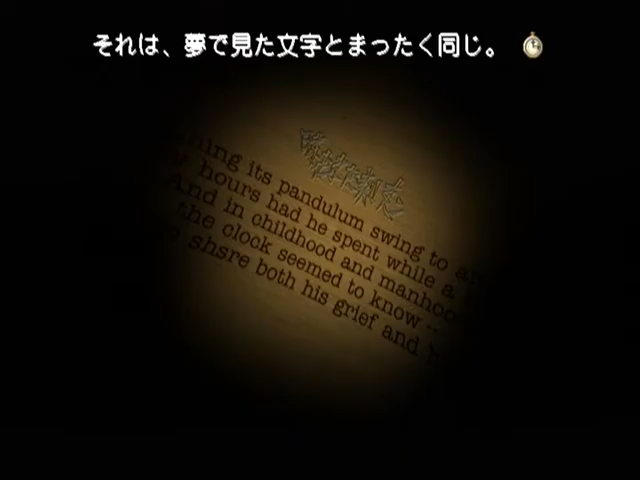 それは、夢で見た文字とまったく同じ。
hing its pandulum swing to a
hours had he spent while a
And in childhood and manhoo
the clock seemed to know --
shsre both his grief and